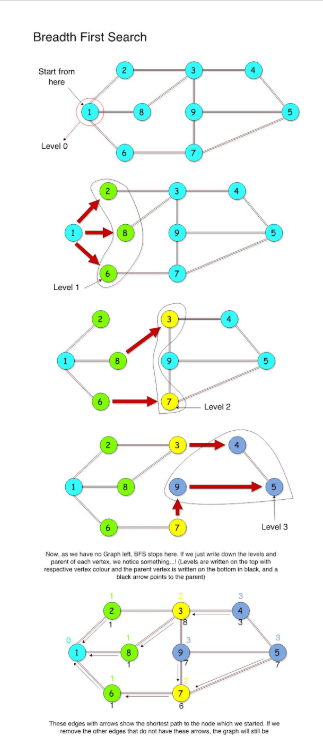 Breadth First Search
Start from
here
2 3 4
1 8 9 5
Level 0
6 7
2 3 4
1 8 9 5
6 7
Level 1
2 3 4
1 8 9 5
6 7
Level 2
2 3 4
1 8 9 5
6 7
Level 3
Now, as we have no Graph left, BFS stops here. If we just write down the levels and
parent of each vertex, we notice something...! (Levels are written on the top with
respective vertex colour and the parent vertex is written on the bottom in black, and a
black arrow points to the parent)
1 2 3
2 3 4
1 8 3
0 1 3 3
1 8 9 5
1 7 7
1 2
6 7
1 6
These edges with arrows show the shortest path to the node which we started. If we
remove the other edges that do not have these arrows, the graph will still be